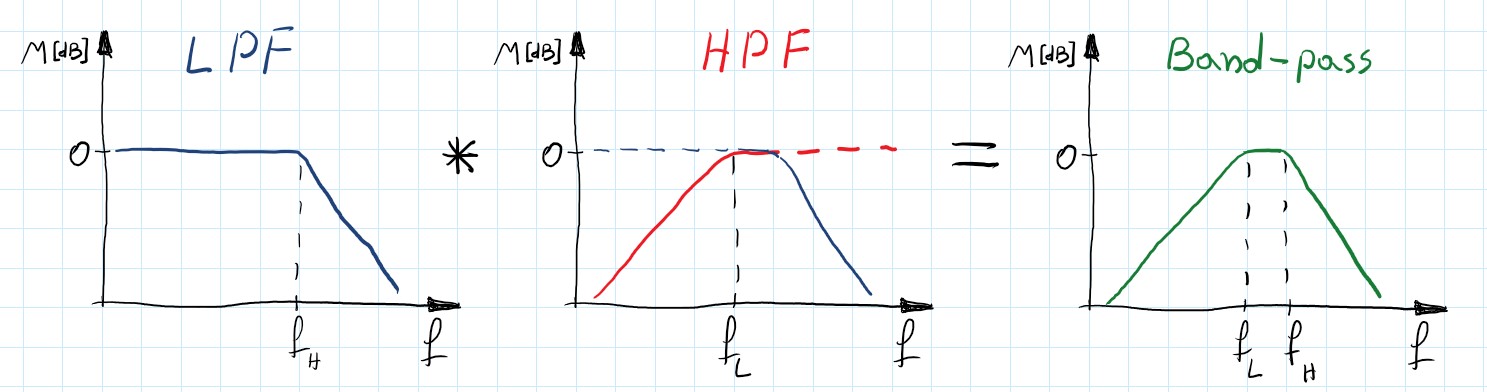 M[dB] LPF
0
f_H f
*
M[dB] HPF
0
f_L f
=
M[dB] Band-pass
0
f_L f_H f